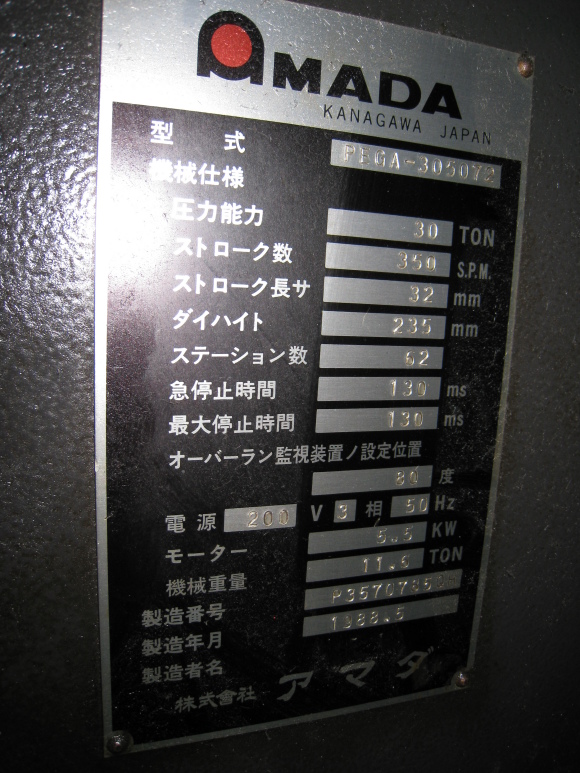 AMADA
KANAGAWA JAPAN
型式 PEGA-305072
機械仕様
圧力能力 30 TON
ストローク数 350 S.P.M.
ストローク長サ 32 mm
ダイハイト 235 mm
ステーション数 62
急停止時間 130 ms
最大停止時間 130 ms
オーバーラン監視装置ノ設定位置
80 度
電源 200 V 3 相 50 Hz
モーター 5.5 KW
機械重量 11.5 TON
製造番号
製造年月 1988.5
製造者名
株式會社 アマダ